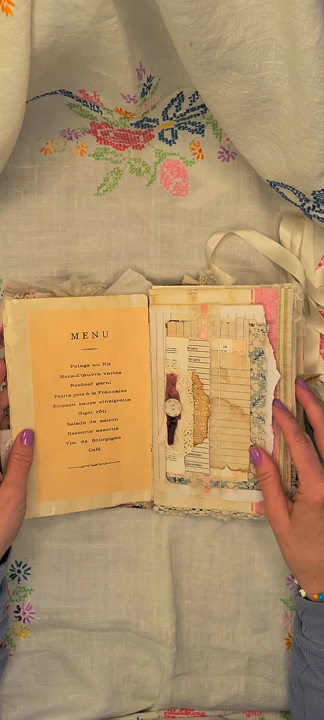 MENU
Potage au Riz
Hors-d'œuvre variés
Rosbeef garni
Petits pois à la Française
Poisson sauce vinaigrette
Gigot rôti
Salade de saison
Desserts assortis
Vin de Bourgogne
Café